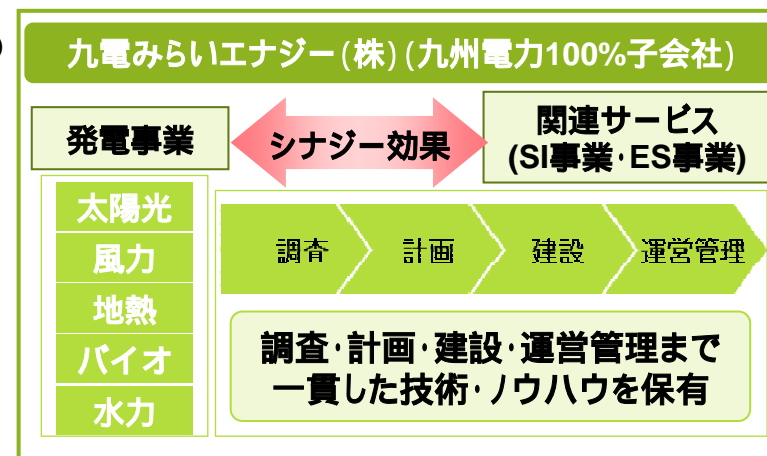 九電みらいエナジー(株)(九州電力100%子会社)
発電事業
シナジー効果
関連サービス
(SI事業・ES事業)
太陽光
風力
地熱
バイオ
水力
調査
計画
建設
運営管理
調査・計画・建設・運営管理まで
一貫した技術・ノウハウを保有